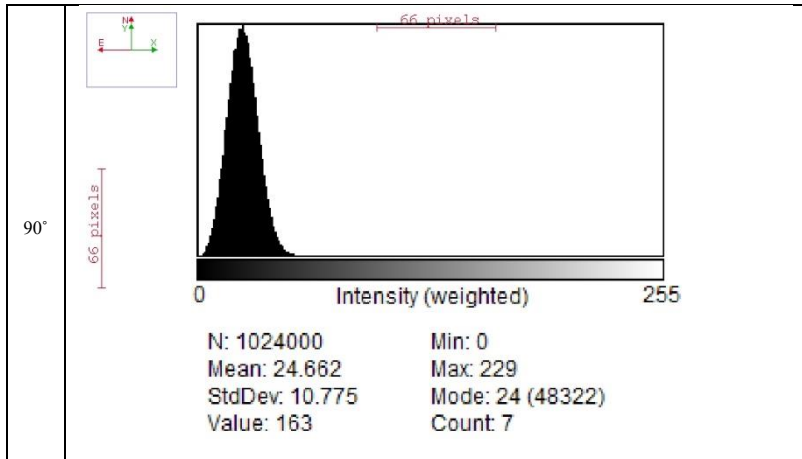 N
Y
E
X
66 pixels
90°
66 pixels
0
Intensity (weighted)
255
N: 1024000
Min: 0
Mean: 24.662
Max: 229
StdDev: 10.775
Mode: 24 (48322)
Value: 163
Count: 7